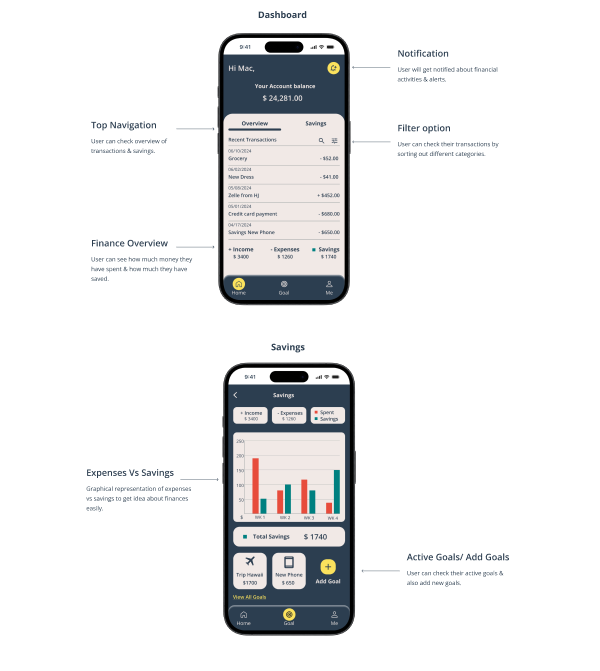 Dashboard
9:41
Hi Mac,
Your Account balance
$ 24,281.00
Overview Savings
Recent Transactions
06/10/2024
Grocery - $52.00
06/02/2024
New Dress - $41.00
05/08/2024
Zelle from HJ + $452.00
05/01/2024
Credit card payment - $680.00
04/17/2024
Savings New Phone - $650.00
+ Income - Expenses Savings
$ 3400 $ 1260 $ 1740
Home Goal Me
Notification
User will get notified about financial
activities & alerts.
Top Navigation
User can check overview of
transactions & savings.
Filter option
User can check their transactions by
sorting out different categories.
Finance Overview
User can see how much money they
have spent & how much they have
saved.
Savings
9:41
Savings
+ Income - Expenses Spent
$ 3400 $ 1260 Savings
250
200
150
100
50
$ WK 1 WK 2 WK 3 WK 4
Total Savings $ 1740
Trip Hawaii New Phone Add Goal
$1700 $ 650
View All Goals
Home Goal Me
Expenses Vs Savings
Graphical representation of expenses
vs savings to get idea about finances
easily.
Active Goals/ Add Goals
User can check their active goals &
also add new goals.